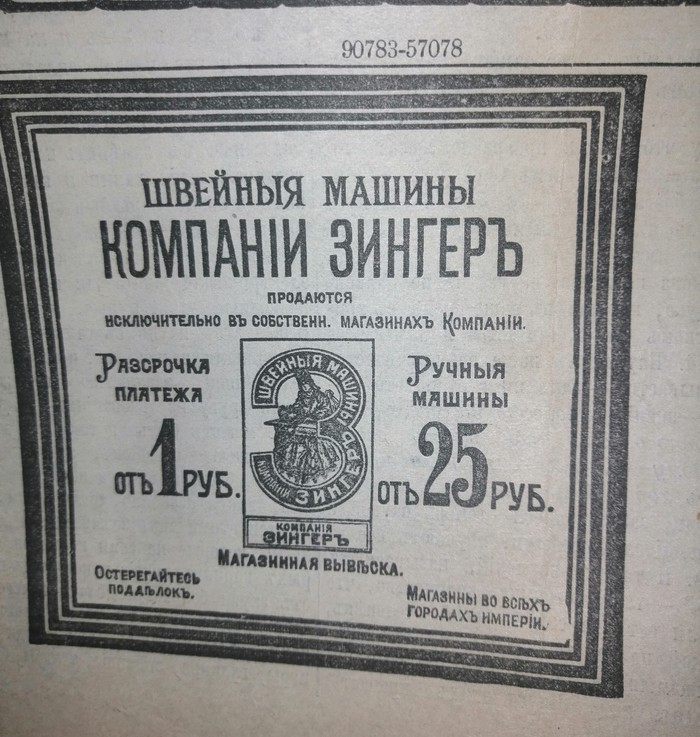 90783-57078
ШВЕЙНЫЯ МАШИНЫ
КОМПАНІИ ЗИНГЕРЪ
ПРОДАЮТСЯ
ИСКЛЮЧИТЕЛЬНО ВЪ СОБСТВЕНН. МАГАЗИНАХЪ КОМПАНІИ.
РАЗСРОЧКА
ПЛАТЕЖА
ОТЪ 1 РУБ.
ШВЕЙНЫЯ МАШИНЫ
КОМПАНІИ ЗИНГЕРЪ
КОМПАНІЯ
ЗИНГЕРЪ
РУЧНЫЯ
МАШИНЫ
ОТЪ 25 РУБ.
МАГАЗИННАЯ ВЫВѢСКА.
ОСТЕРЕГАЙТЕСЬ
ПОДДѢЛОКЪ.
МАГАЗИНЫ ВО ВСѢХЪ
ГОРОДАХЪ ИМПЕРІИ.